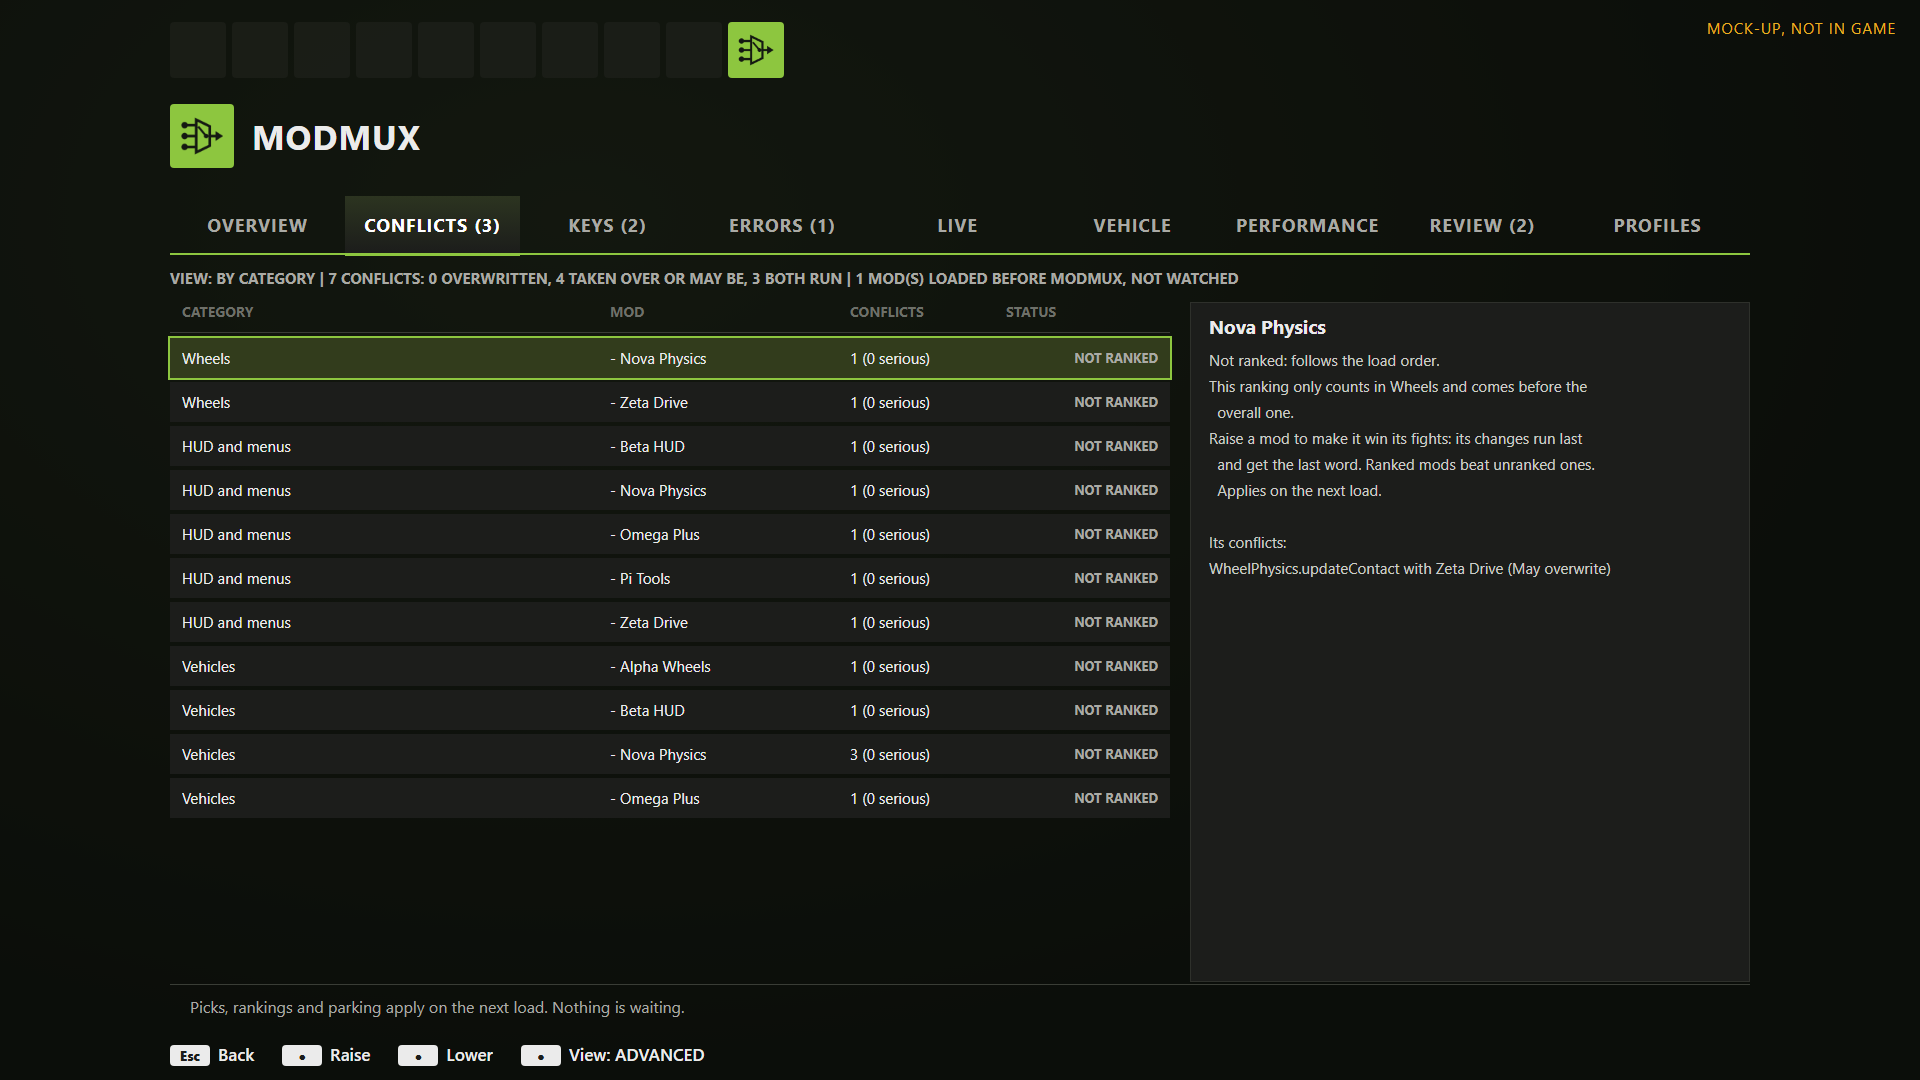 MOCK-UP, NOT IN GAME
MODMUX
OVERVIEW CONFLICTS (3) KEYS (2) ERRORS (1) LIVE VEHICLE PERFORMANCE REVIEW (2) PROFILES
VIEW: BY CATEGORY | 7 CONFLICTS: 0 OVERWRITTEN, 4 TAKEN OVER OR MAY BE, 3 BOTH RUN | 1 MOD(S) LOADED BEFORE MODMUX, NOT WATCHED
CATEGORY MOD CONFLICTS STATUS
Wheels - Nova Physics 1 (0 serious) NOT RANKED
Wheels - Zeta Drive 1 (0 serious) NOT RANKED
HUD and menus - Beta HUD 1 (0 serious) NOT RANKED
HUD and menus - Nova Physics 1 (0 serious) NOT RANKED
HUD and menus - Omega Plus 1 (0 serious) NOT RANKED
HUD and menus - Pi Tools 1 (0 serious) NOT RANKED
HUD and menus - Zeta Drive 1 (0 serious) NOT RANKED
Vehicles - Alpha Wheels 1 (0 serious) NOT RANKED
Vehicles - Beta HUD 1 (0 serious) NOT RANKED
Vehicles - Nova Physics 3 (0 serious) NOT RANKED
Vehicles - Omega Plus 1 (0 serious) NOT RANKED
Nova Physics
Not ranked: follows the load order.
This ranking only counts in Wheels and comes before the
overall one.
Raise a mod to make it win its fights: its changes run last
and get the last word. Ranked mods beat unranked ones.
Applies on the next load.
Its conflicts:
WheelPhysics.updateContact with Zeta Drive (May overwrite)
Picks, rankings and parking apply on the next load. Nothing is waiting.
Esc Back • Raise • Lower • View: ADVANCED